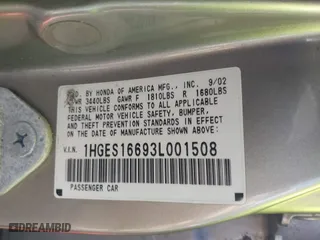 MFD. BY HONDA OF AMERICA MFG., INC. 9/02
GVWR 3440LBS GAWR F 1810LBS R 1680LBS
THIS VEHICLE CONFORMS TO ALL APPLICABLE
FEDERAL MOTOR VEHICLE SAFETY, BUMPER, AND
THEFT PREVENTION STANDARDS IN EFFECT
ON THE DATE OF MANUFACTURE SHOWN ABOVE.
V.I.N. 1HGES16693L001508
PASSENGER CAR
DREAMBID